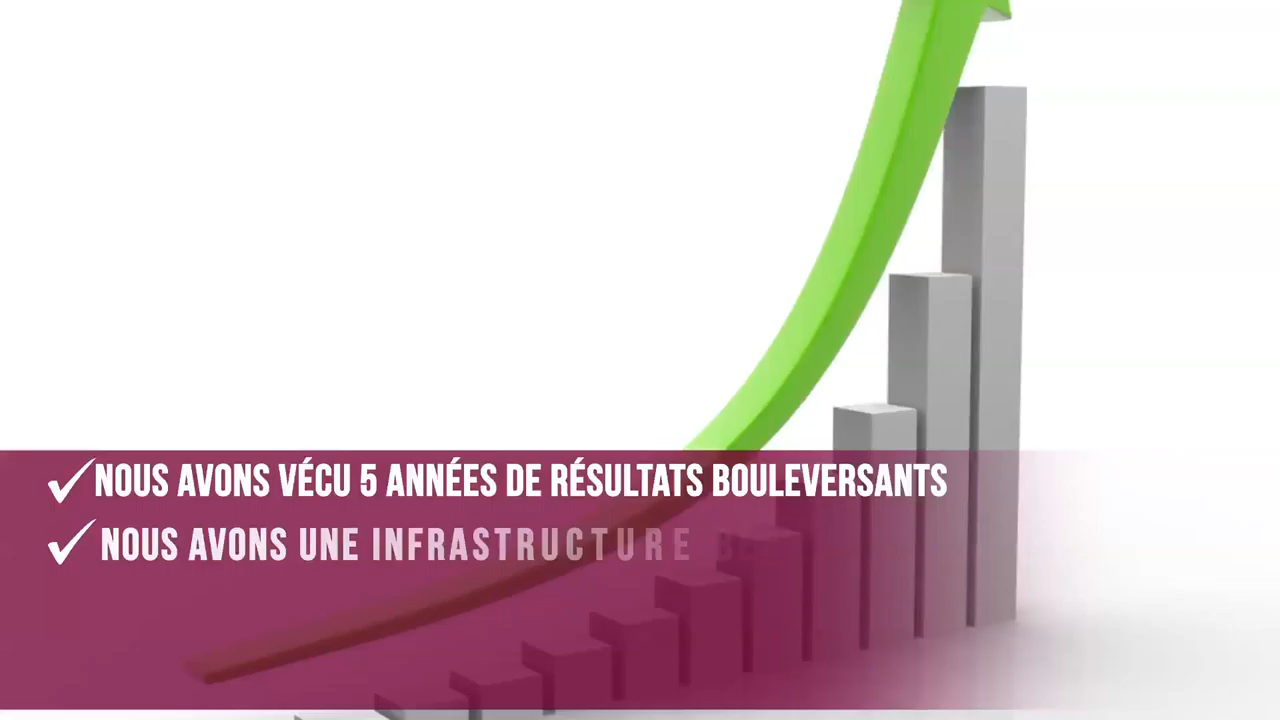 NOUS AVONS VÉCU 5 ANNÉES DE RÉSULTATS BOULEVERSANTS
NOUS AVONS UNE INFRASTRUCTURE